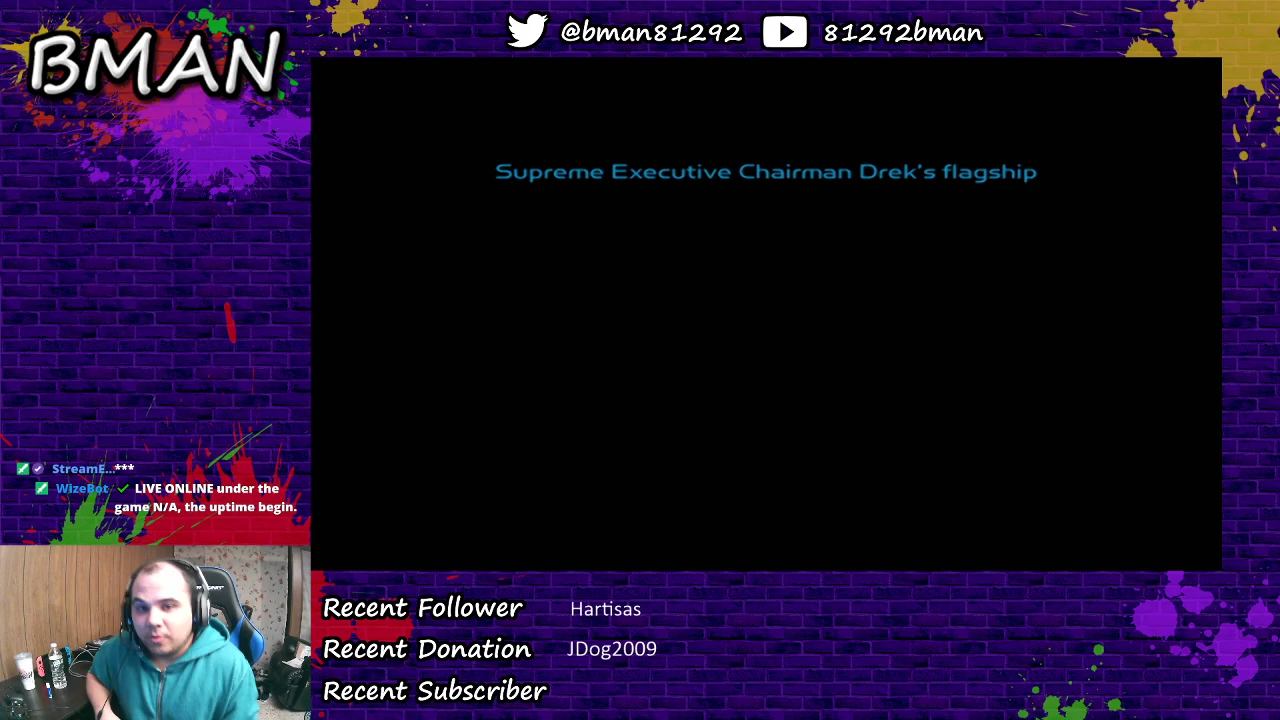 BMAN
@bman81292
81292bman
Supreme Executive Chairman Drek's flagship
StreamE...***
WizeBot ✓ LIVE ONLINE under the
game N/A, the uptime begin.
Recent Follower Hartisas
Recent Donation JDog2009
Recent Subscriber